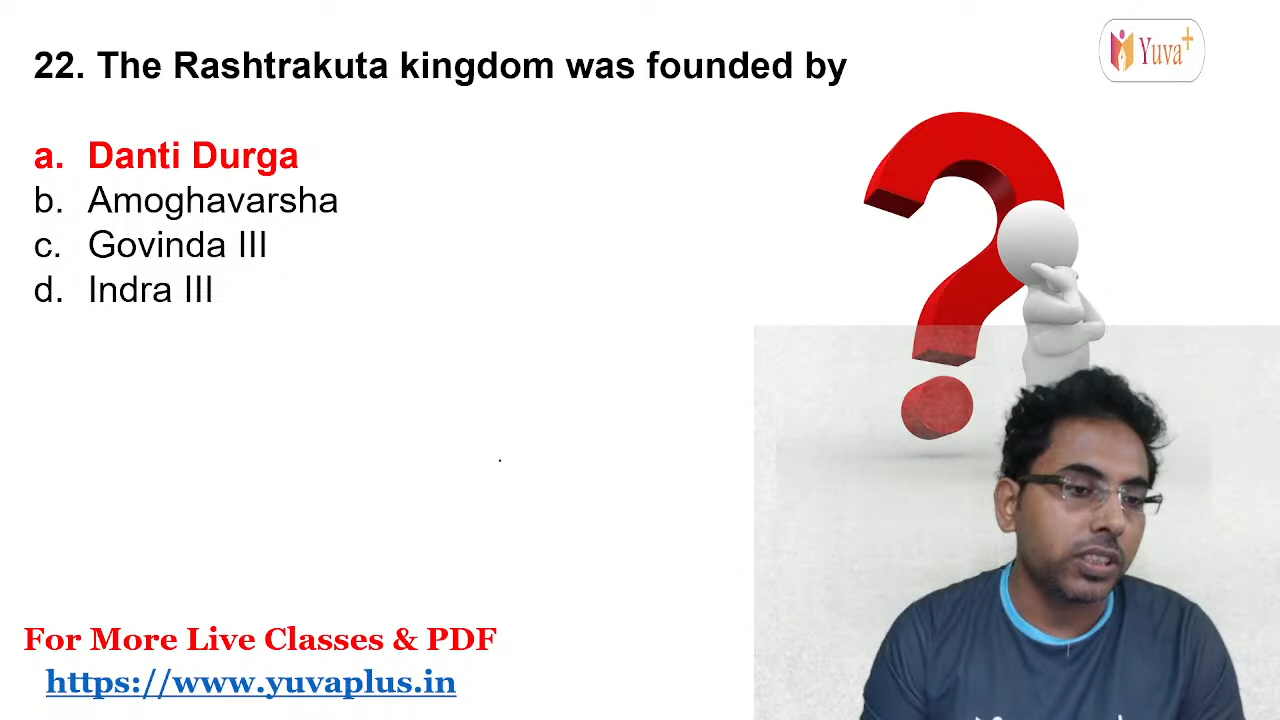 22. The Rashtrakuta kingdom was founded by
Yuva+
a. Danti Durga
b. Amoghavarsha
c. Govinda III
d. Indra III
For More Live Classes & PDF
https://www.yuvaplus.in